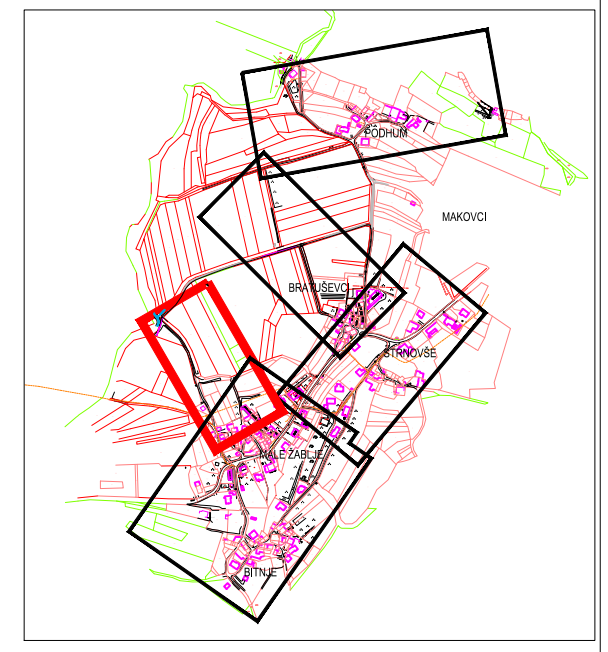 PODHUM
MAKOVCI
BRATUŠEVCI
STRNOVŠE
MALE ŽABLJE
BITNJE